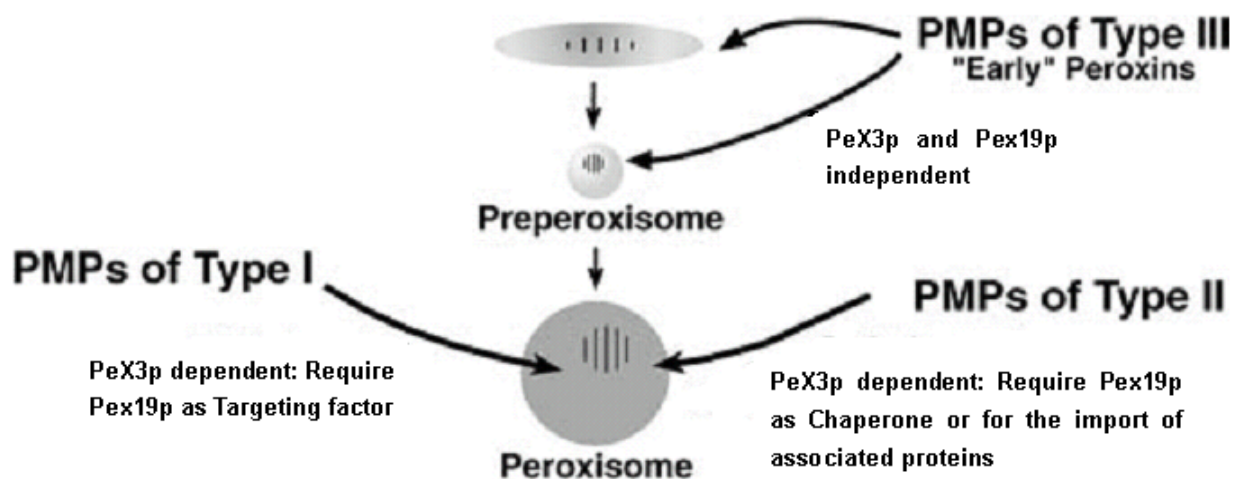 PMPs of Type III
"Early" Peroxins
PeX3p and Pex19p
independent
Preperoxisome
PMPs of Type I
PMPs of Type II
PeX3p dependent: Require
Pex19p as Targeting factor
PeX3p dependent: Require Pex19p
as Chaperone or for the import of
associated proteins
Peroxisome